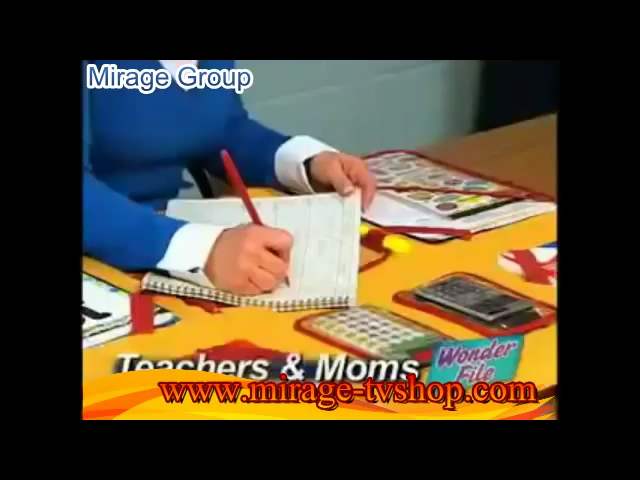 Mirage Group
Teachers & Moms
Wonder
File
www.mirage-tvshop.com